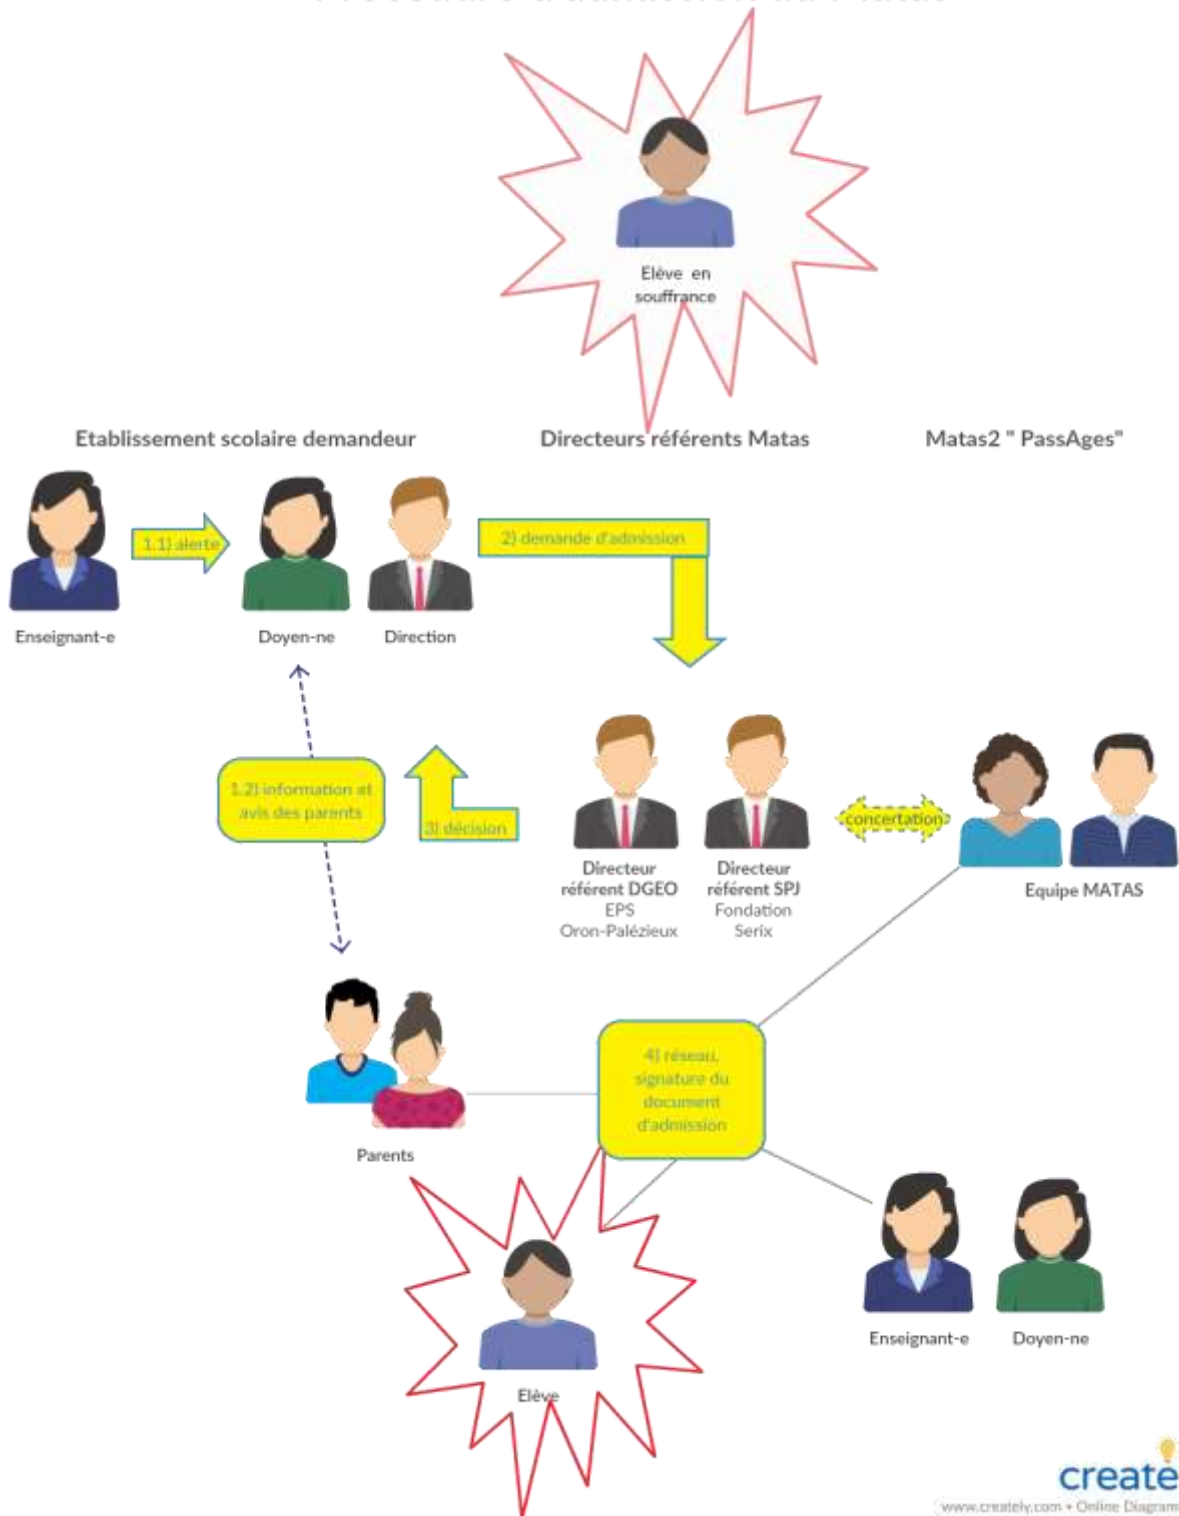 Elève en
souffrance
Etablissement scolaire demandeur
Directeurs référents Matas
Matas2 " PassAges"
1.1) alerte
2) demande d'admission
Enseignant-e
Doyen-ne
Direction
1.2) information et
avis des parents
3) décision
concertation
Directeur
référent DGEO
EPS
Oron-Palézieux
Directeur
référent SPJ
Fondation
Serix
Equipe MATAS
4) réseau,
signature du
document
d'admission
Parents
Enseignant-e
Doyen-ne
Elève
create
www.creately.com • Online Diagram